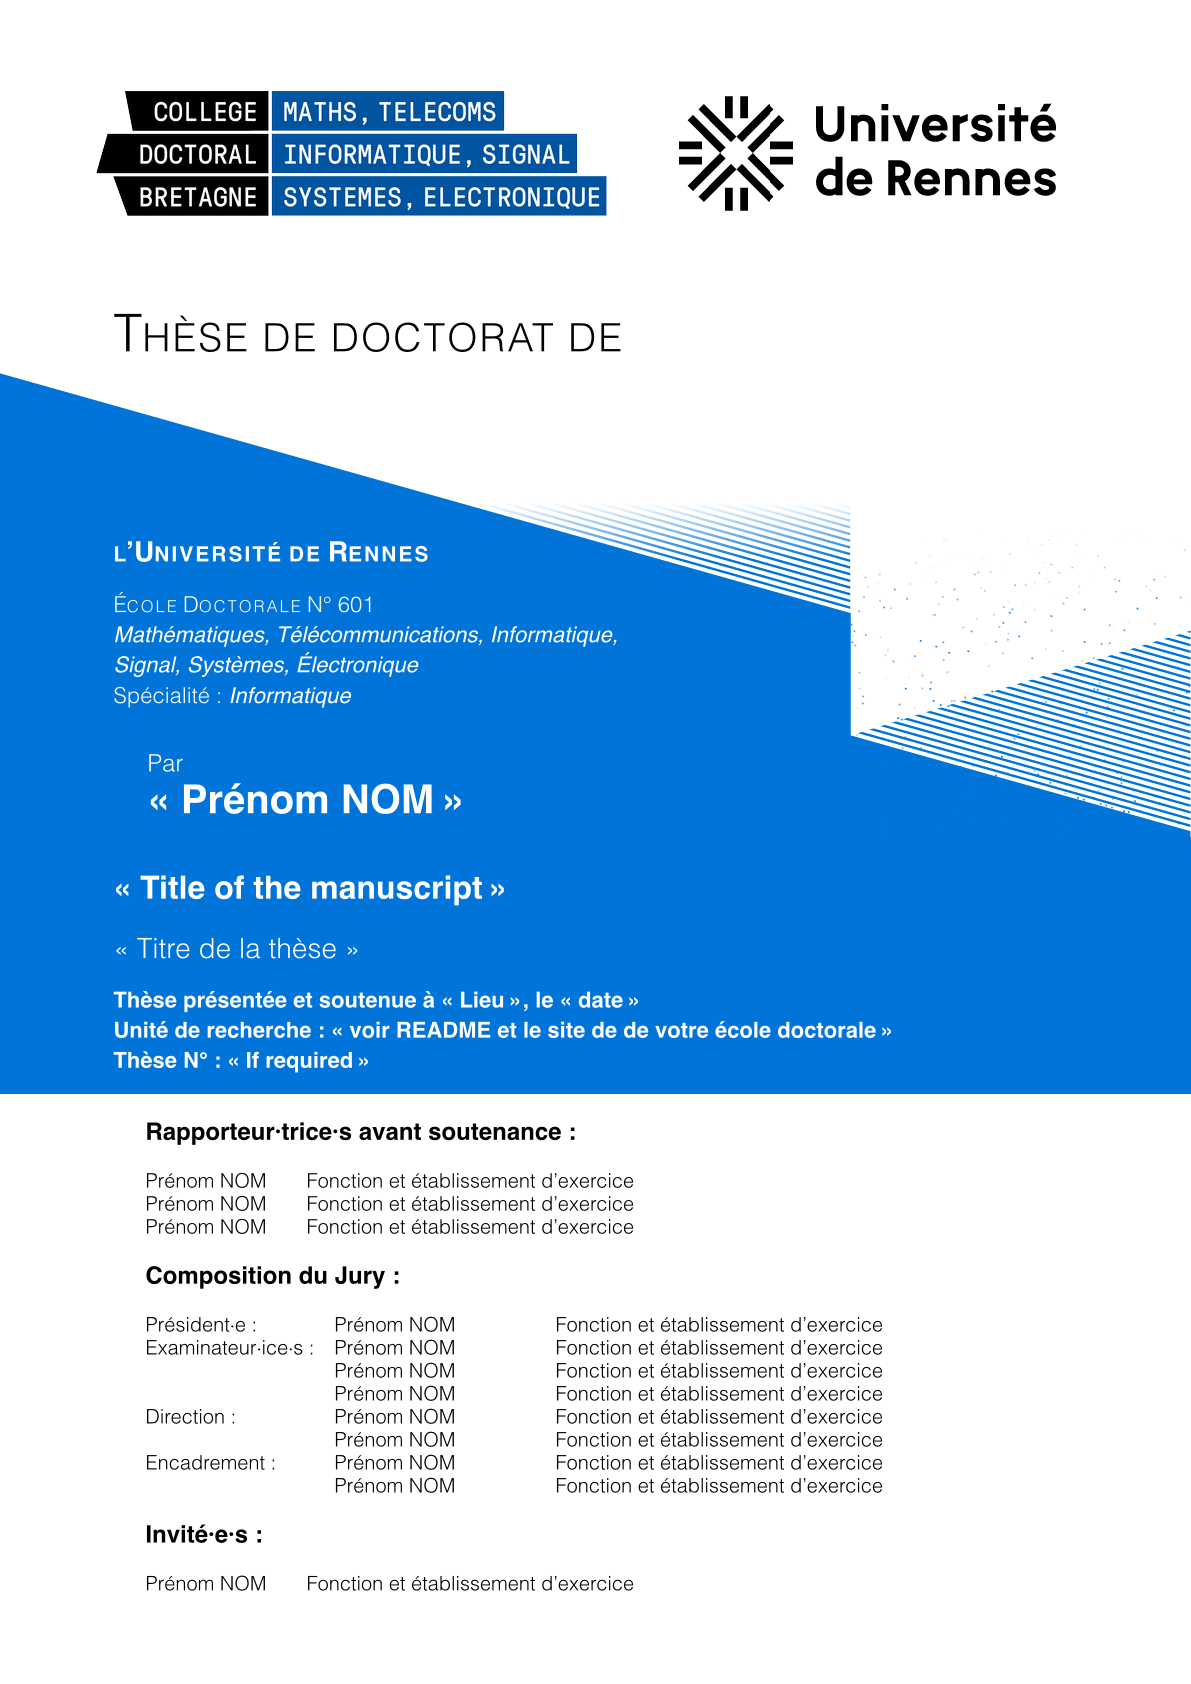 COLLEGE MATHS, TELECOMS
DOCTORAL INFORMATIQUE, SIGNAL
BRETAGNE SYSTEMES, ELECTRONIQUE
Université
de Rennes
THÈSE DE DOCTORAT DE
L’UNIVERSITÉ DE RENNES
ÉCOLE DOCTORALE N° 601
Mathématiques, Télécommunications, Informatique,
Signal, Systèmes, Électronique
Spécialité : Informatique
Par
« Prénom NOM »
« Title of the manuscript »
« Titre de la thèse »
Thèse présentée et soutenue à « Lieu », le « date »
Unité de recherche : « voir README et le site de de votre école doctorale »
Thèse N° : « If required »
Rapporteur·trice·s avant soutenance :
Prénom NOM Fonction et établissement d’exercice
Prénom NOM Fonction et établissement d’exercice
Prénom NOM Fonction et établissement d’exercice
Composition du Jury :
Président·e : Prénom NOM Fonction et établissement d’exercice
Examinateur·ice·s : Prénom NOM Fonction et établissement d’exercice
Prénom NOM Fonction et établissement d’exercice
Prénom NOM Fonction et établissement d’exercice
Direction : Prénom NOM Fonction et établissement d’exercice
Prénom NOM Fonction et établissement d’exercice
Encadrement : Prénom NOM Fonction et établissement d’exercice
Prénom NOM Fonction et établissement d’exercice
Invité·e·s :
Prénom NOM Fonction et établissement d’exercice